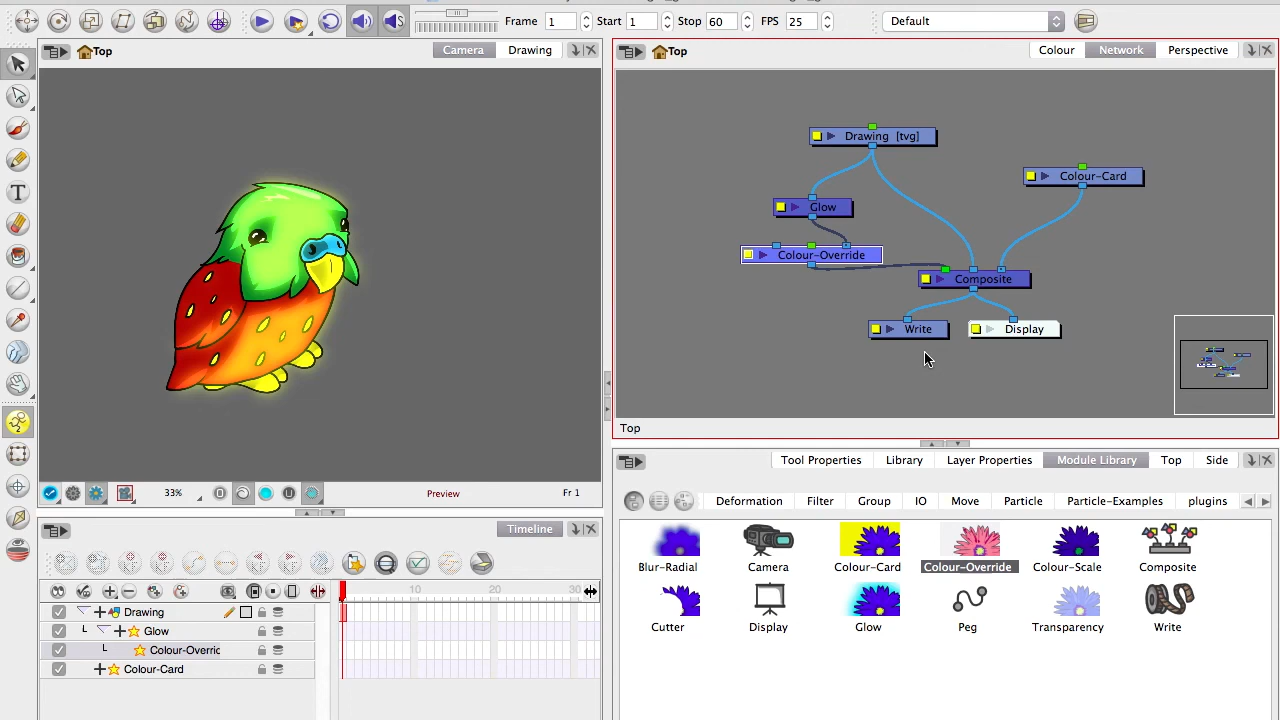 Frame 1 Start 1 Stop 60 FPS 25 Default
Top Camera Drawing
Top Colour Network Perspective
Drawing [tvg]
Colour-Card
Glow
Colour-Override
Composite
Write Display
Top
33% Preview Fr 1
Tool Properties Library Layer Properties Module Library Top Side
Deformation Filter Group IO Move Particle Particle-Examples plugins
Blur-Radial Camera Colour-Card Colour-Override Colour-Scale Composite
Cutter Display Glow Peg Transparency Write
Timeline
10 20 30
Drawing
Glow
Colour-Overric
Colour-Card